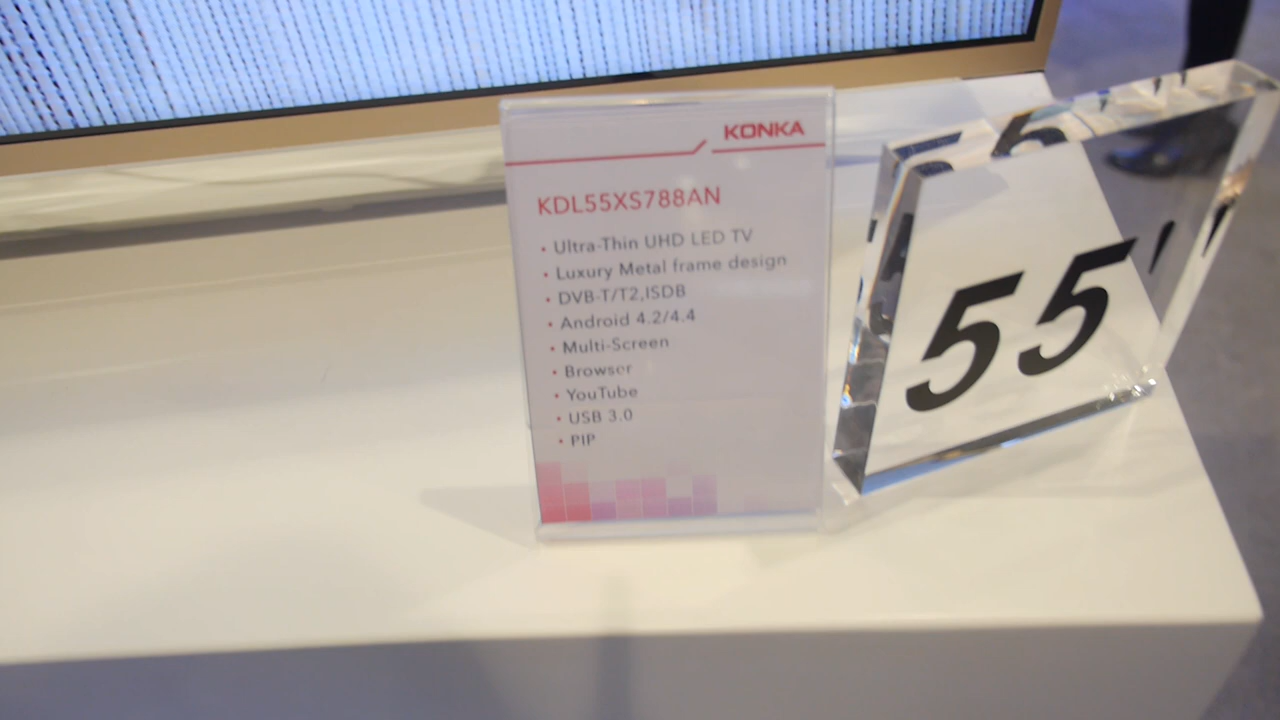 KONKA
KDL55XS788AN
• Ultra-Thin UHD LED TV
• Luxury Metal frame design
• DVB-T/T2,ISDB
• Android 4.2/4.4
• Multi-Screen
• Browser
• YouTube
• USB 3.0
• PIP
55'